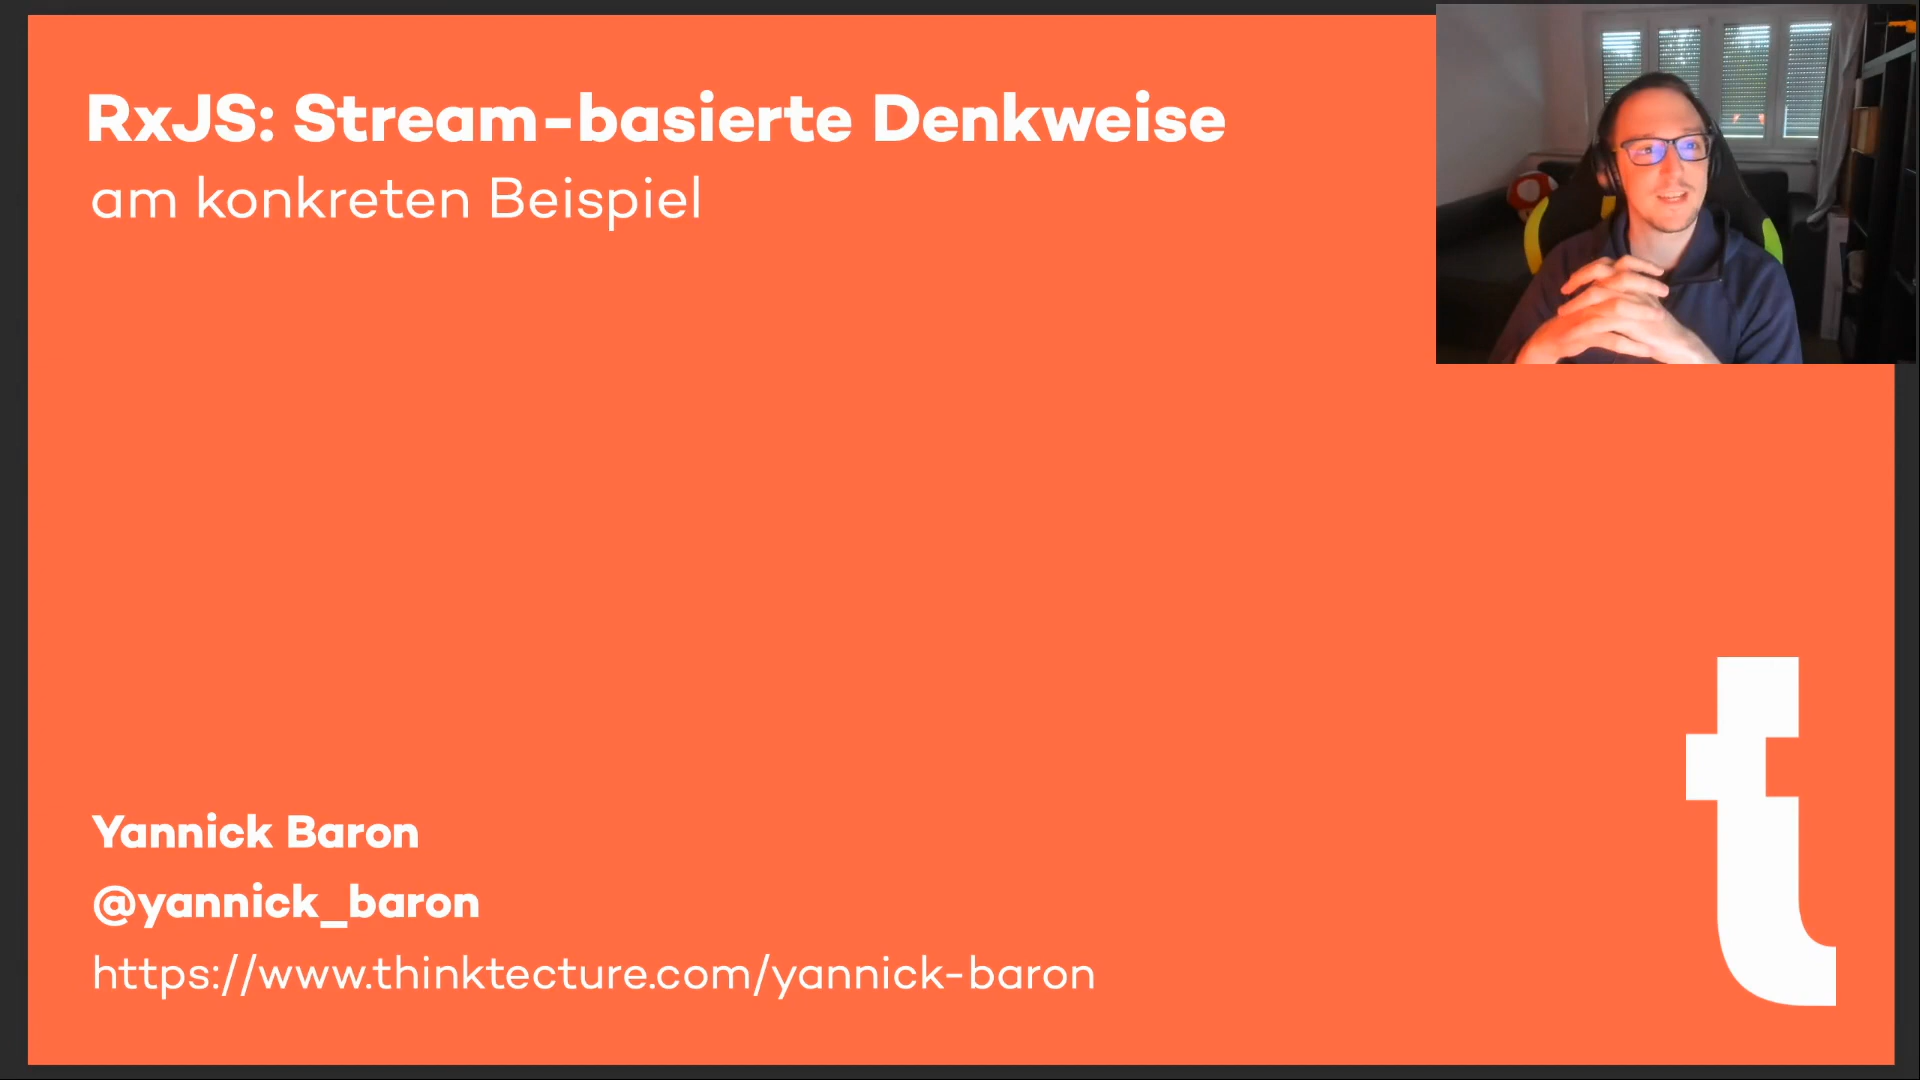 RxJS: Stream-basierte Denkweise
am konkreten Beispiel
Yannick Baron
@yannick_baron
https://www.thinktecture.com/yannick-baron
t